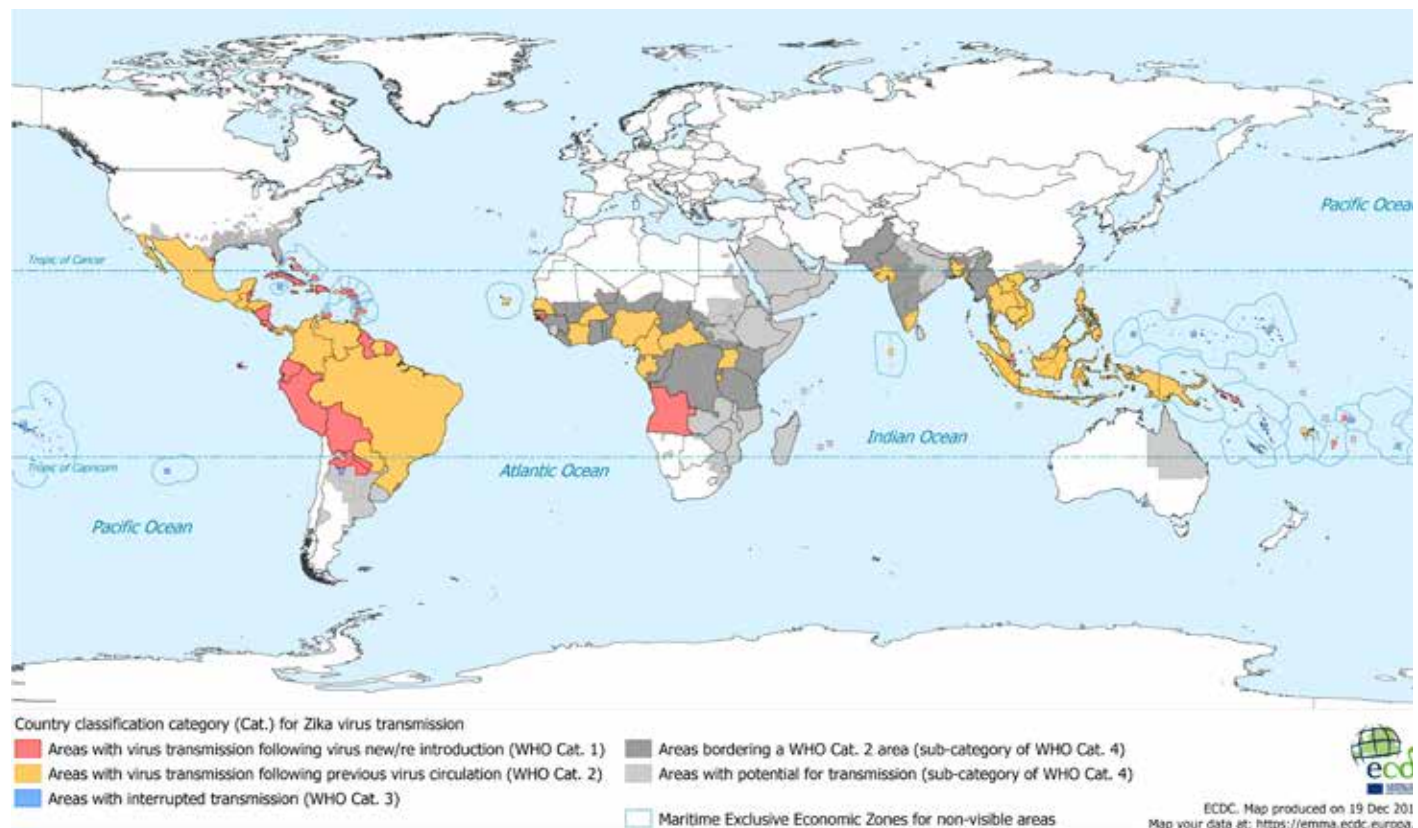 Pacific Ocea
Tropic of Cancer
Indian Ocean
Tropic of Capricorn
Atlantic Ocean
Pacific Ocean
Country classification category (Cat.) for Zika virus transmission
Areas with virus transmission following virus new/re introduction (WHO Cat. 1)
Areas with virus transmission following previous virus circulation (WHO Cat. 2)
Areas with interrupted transmission (WHO Cat. 3)
Areas bordering a WHO Cat. 2 area (sub-category of WHO Cat. 4)
Areas with potential for transmission (sub-category of WHO Cat. 4)
Maritime Exclusive Economic Zones for non-visible areas
ecd
ECDC. Map produced on 19 Dec 201
Map your data at: https://emma.ecdc.europa.